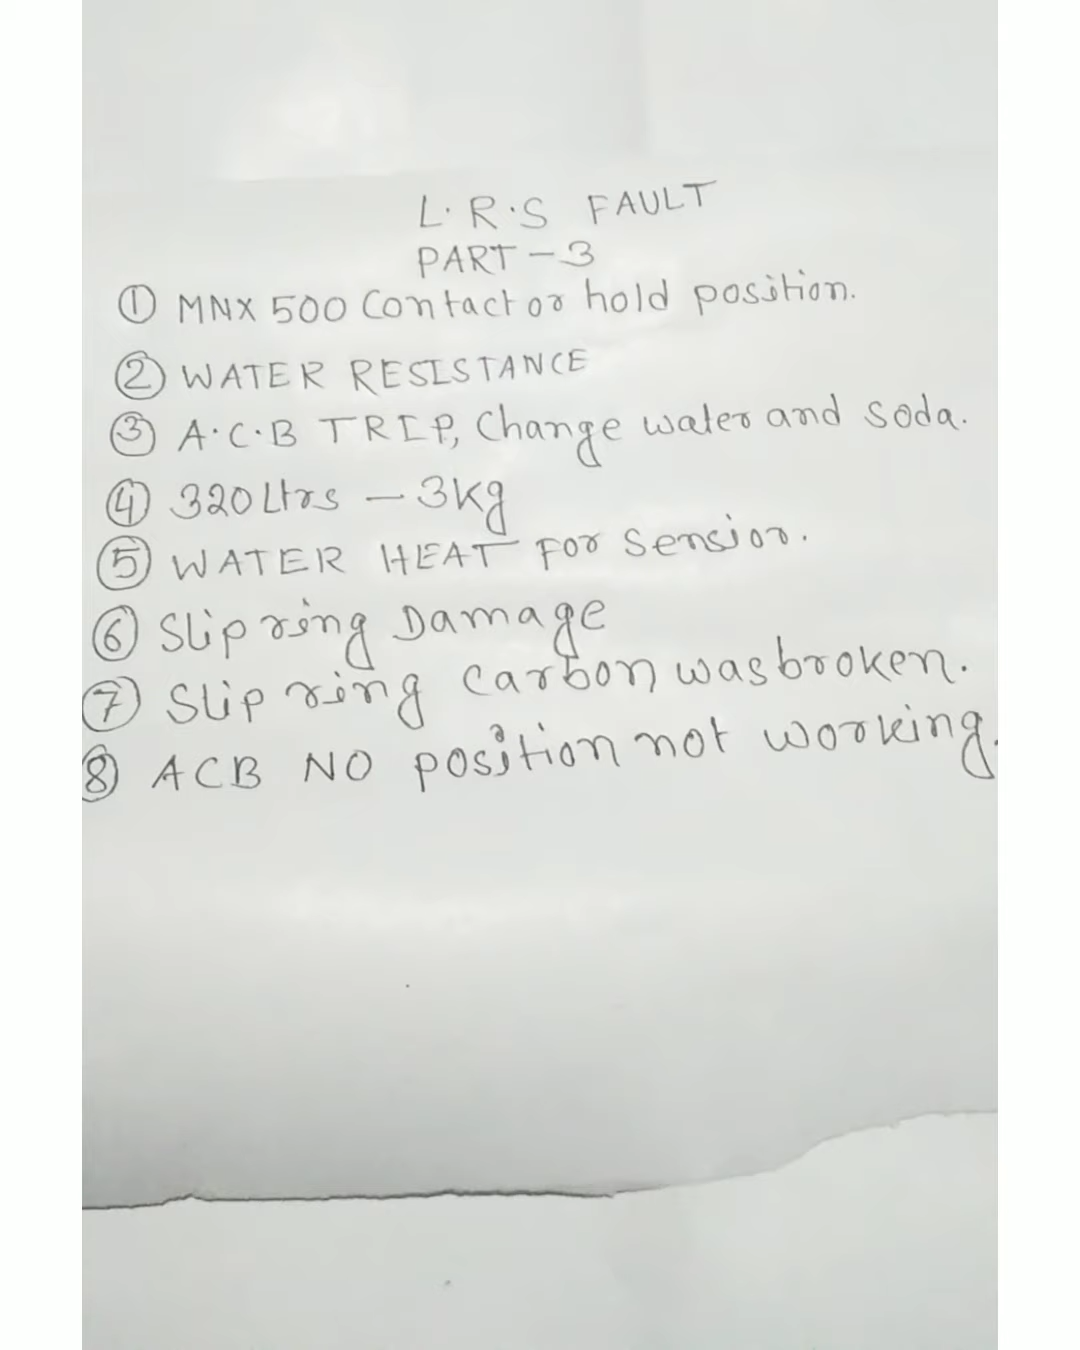 L.R.S FAULT
PART-3
① MNX 500 Contactor hold position.
② WATER RESISTANCE
③ A.C.B TRIP, Change water and Soda.
④ 320 Ltrs - 3kg
⑤ WATER HEAT For Sensior.
⑥ Slip ring Damage
⑦ Slip ring Carbon was broken.
⑧ ACB NO position not working.